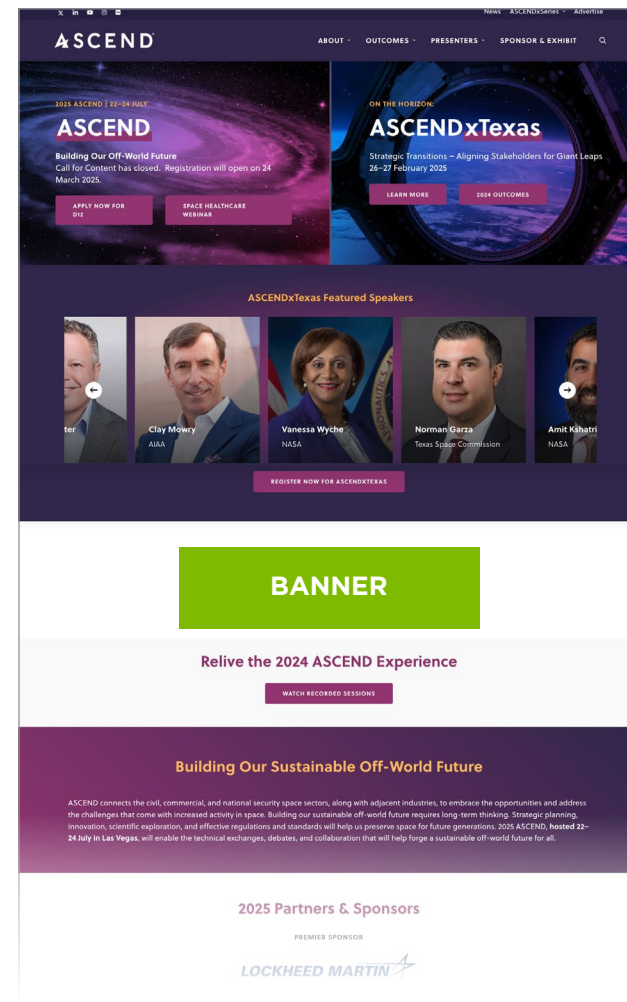 News ASCENDxSeries Advertise
ASCEND
ABOUT OUTCOMES PRESENTERS SPONSOR & EXHIBIT
2025 ASCEND | 22–24 JULY
ASCEND
Building Our Off-World Future
Call for Content has closed. Registration will open on 24
March 2025.
APPLY NOW FOR
D12
SPACE HEALTHCARE
WEBINAR
ON THE HORIZON:
ASCENDxTexas
Strategic Transitions – Aligning Stakeholders for Giant Leaps
26–27 February 2025
LEARN MORE
2024 OUTCOMES
ASCENDxTexas Featured Speakers
ter
Clay Mowry
AIAA
Vanessa Wyche
NASA
Norman Garza
Texas Space Commission
Amit Kshatri
NASA
REGISTER NOW FOR ASCENDXTEXAS
BANNER
Relive the 2024 ASCEND Experience
WATCH RECORDED SESSIONS
Building Our Sustainable Off-World Future
ASCEND connects the civil, commercial, and national security space sectors, along with adjacent industries, to embrace the opportunities and address
the challenges that come with increased activity in space. Building our sustainable off-world future requires long-term thinking. Strategic planning,
innovation, scientific exploration, and effective regulations and standards will help us preserve space for future generations. 2025 ASCEND, hosted 22–
24 July in Las Vegas, will enable the technical exchanges, debates, and collaboration that will help forge a sustainable off-world future for all.
2025 Partners & Sponsors
PREMIER SPONSOR
LOCKHEED MARTIN